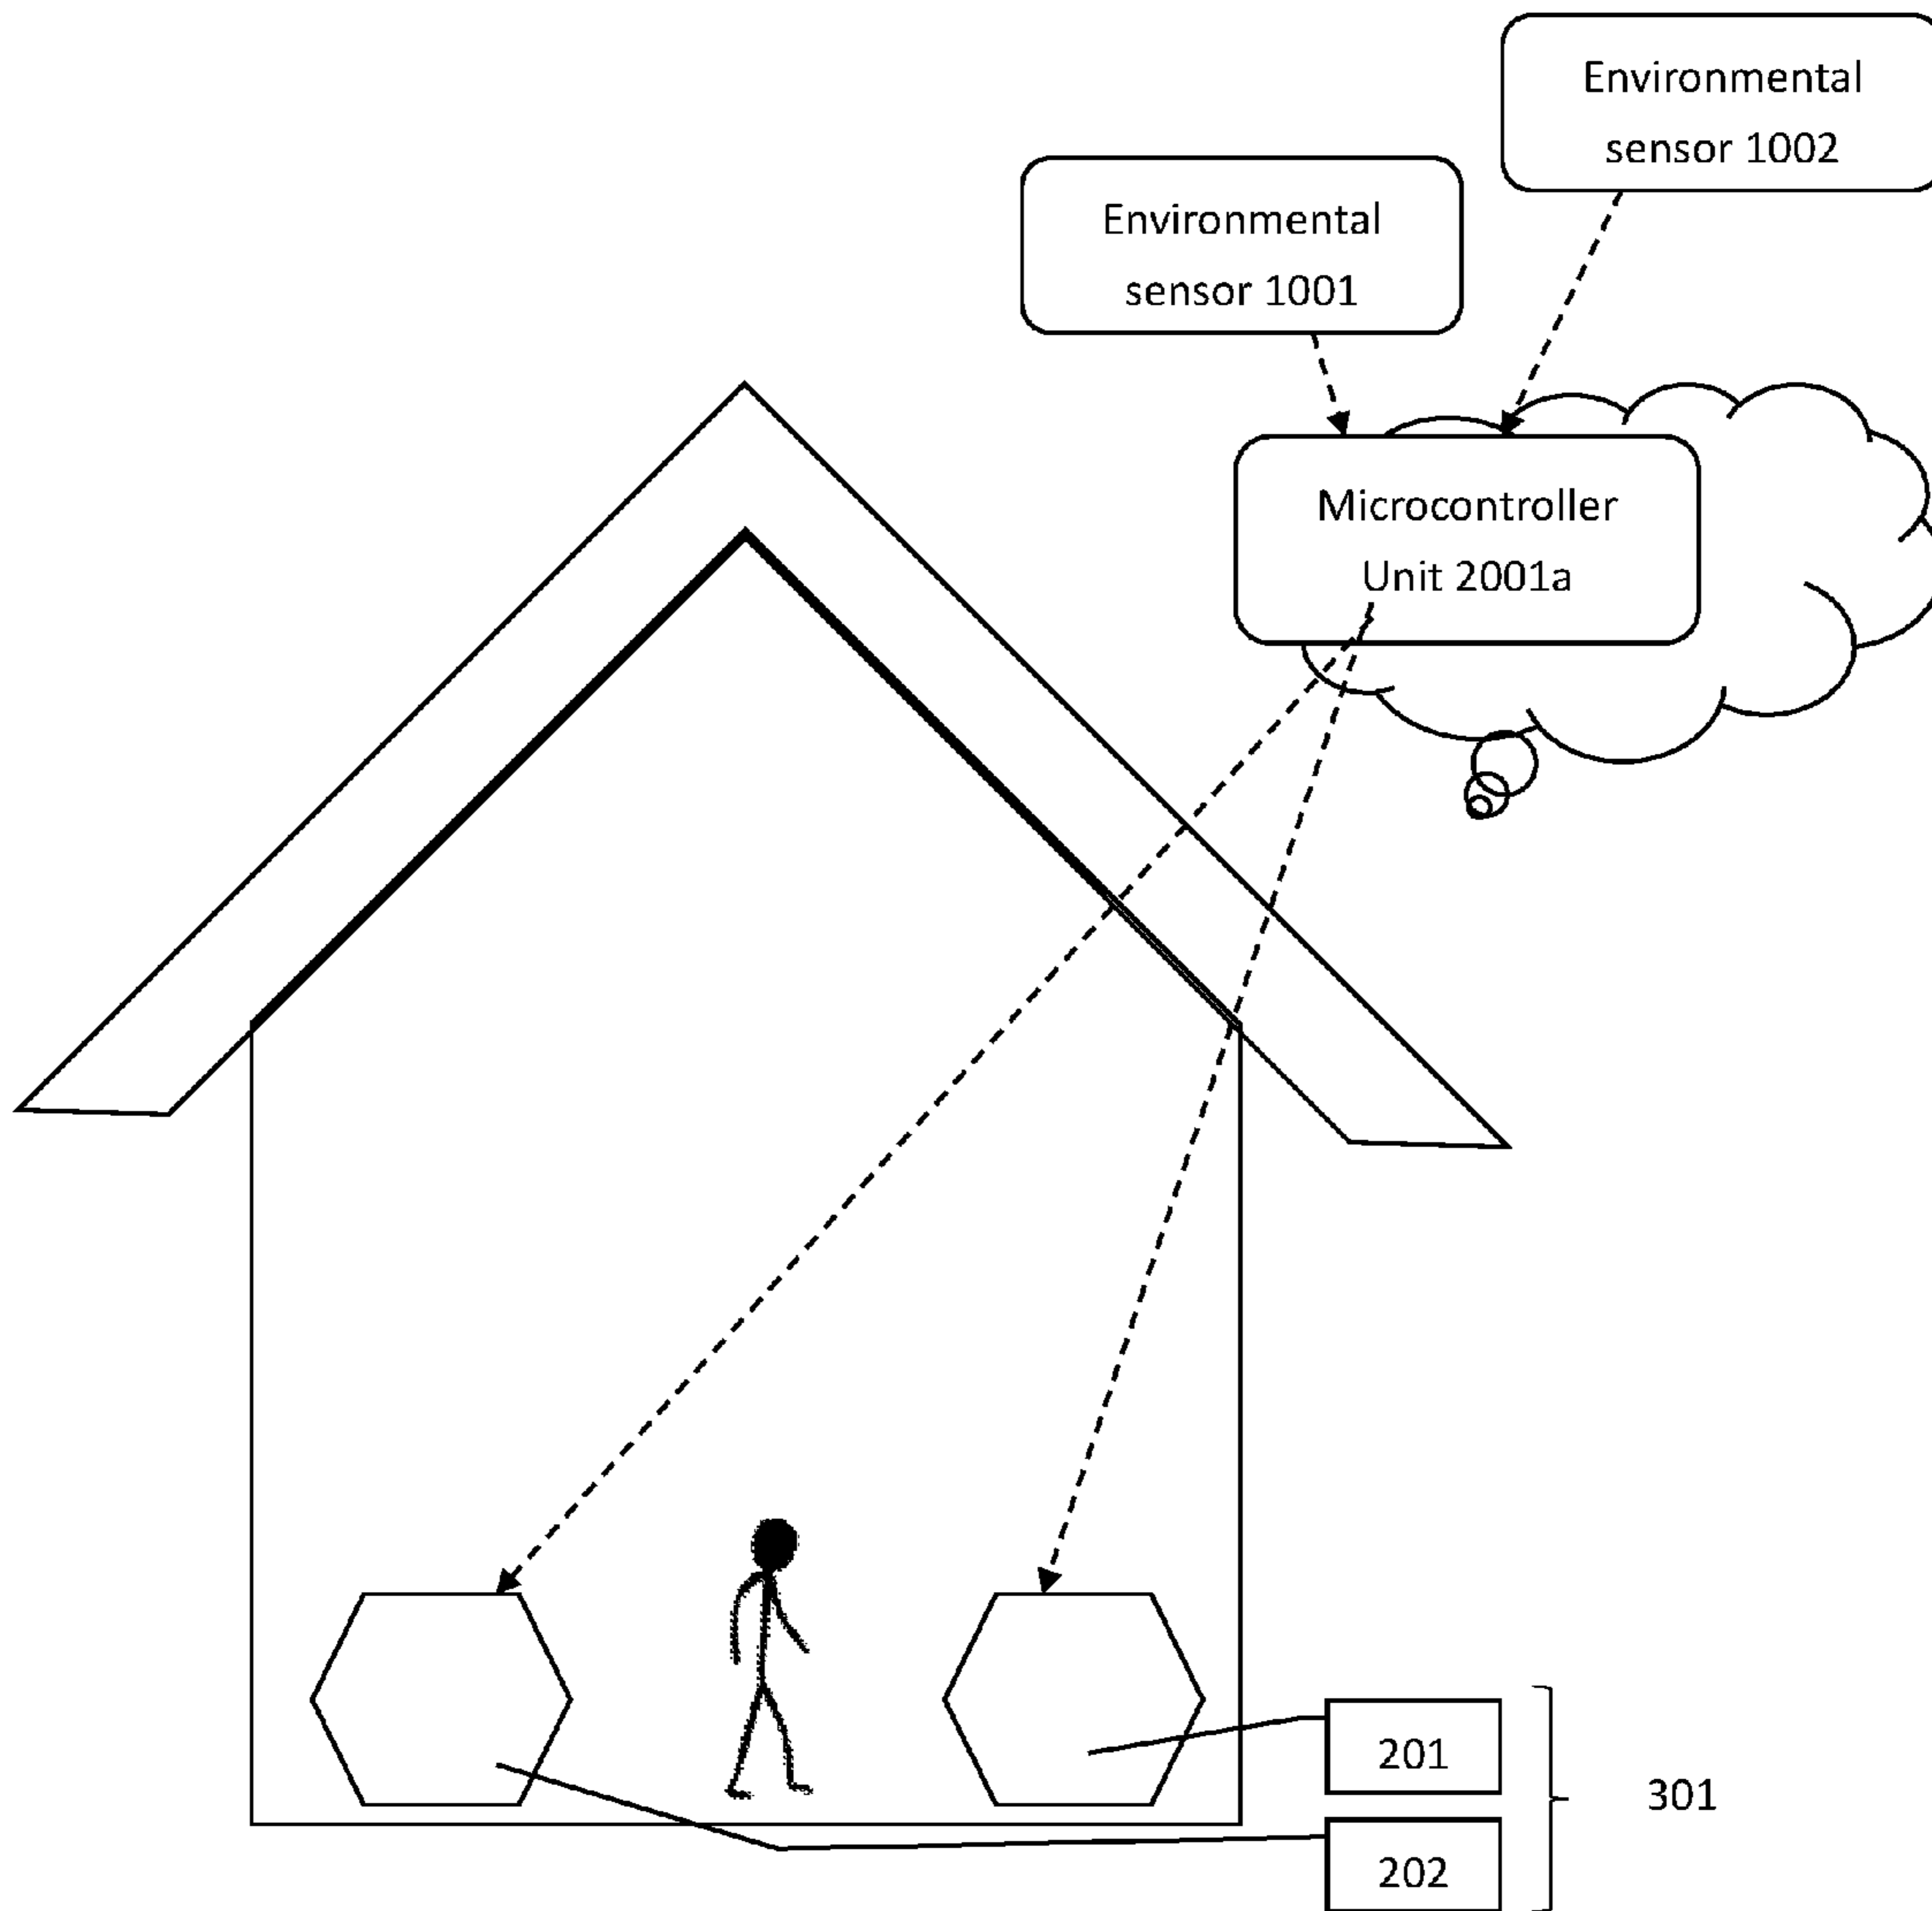 Environmental
sensor 1002
Environmental
sensor 1001
Microcontroller
Unit 2001a
201
301
202